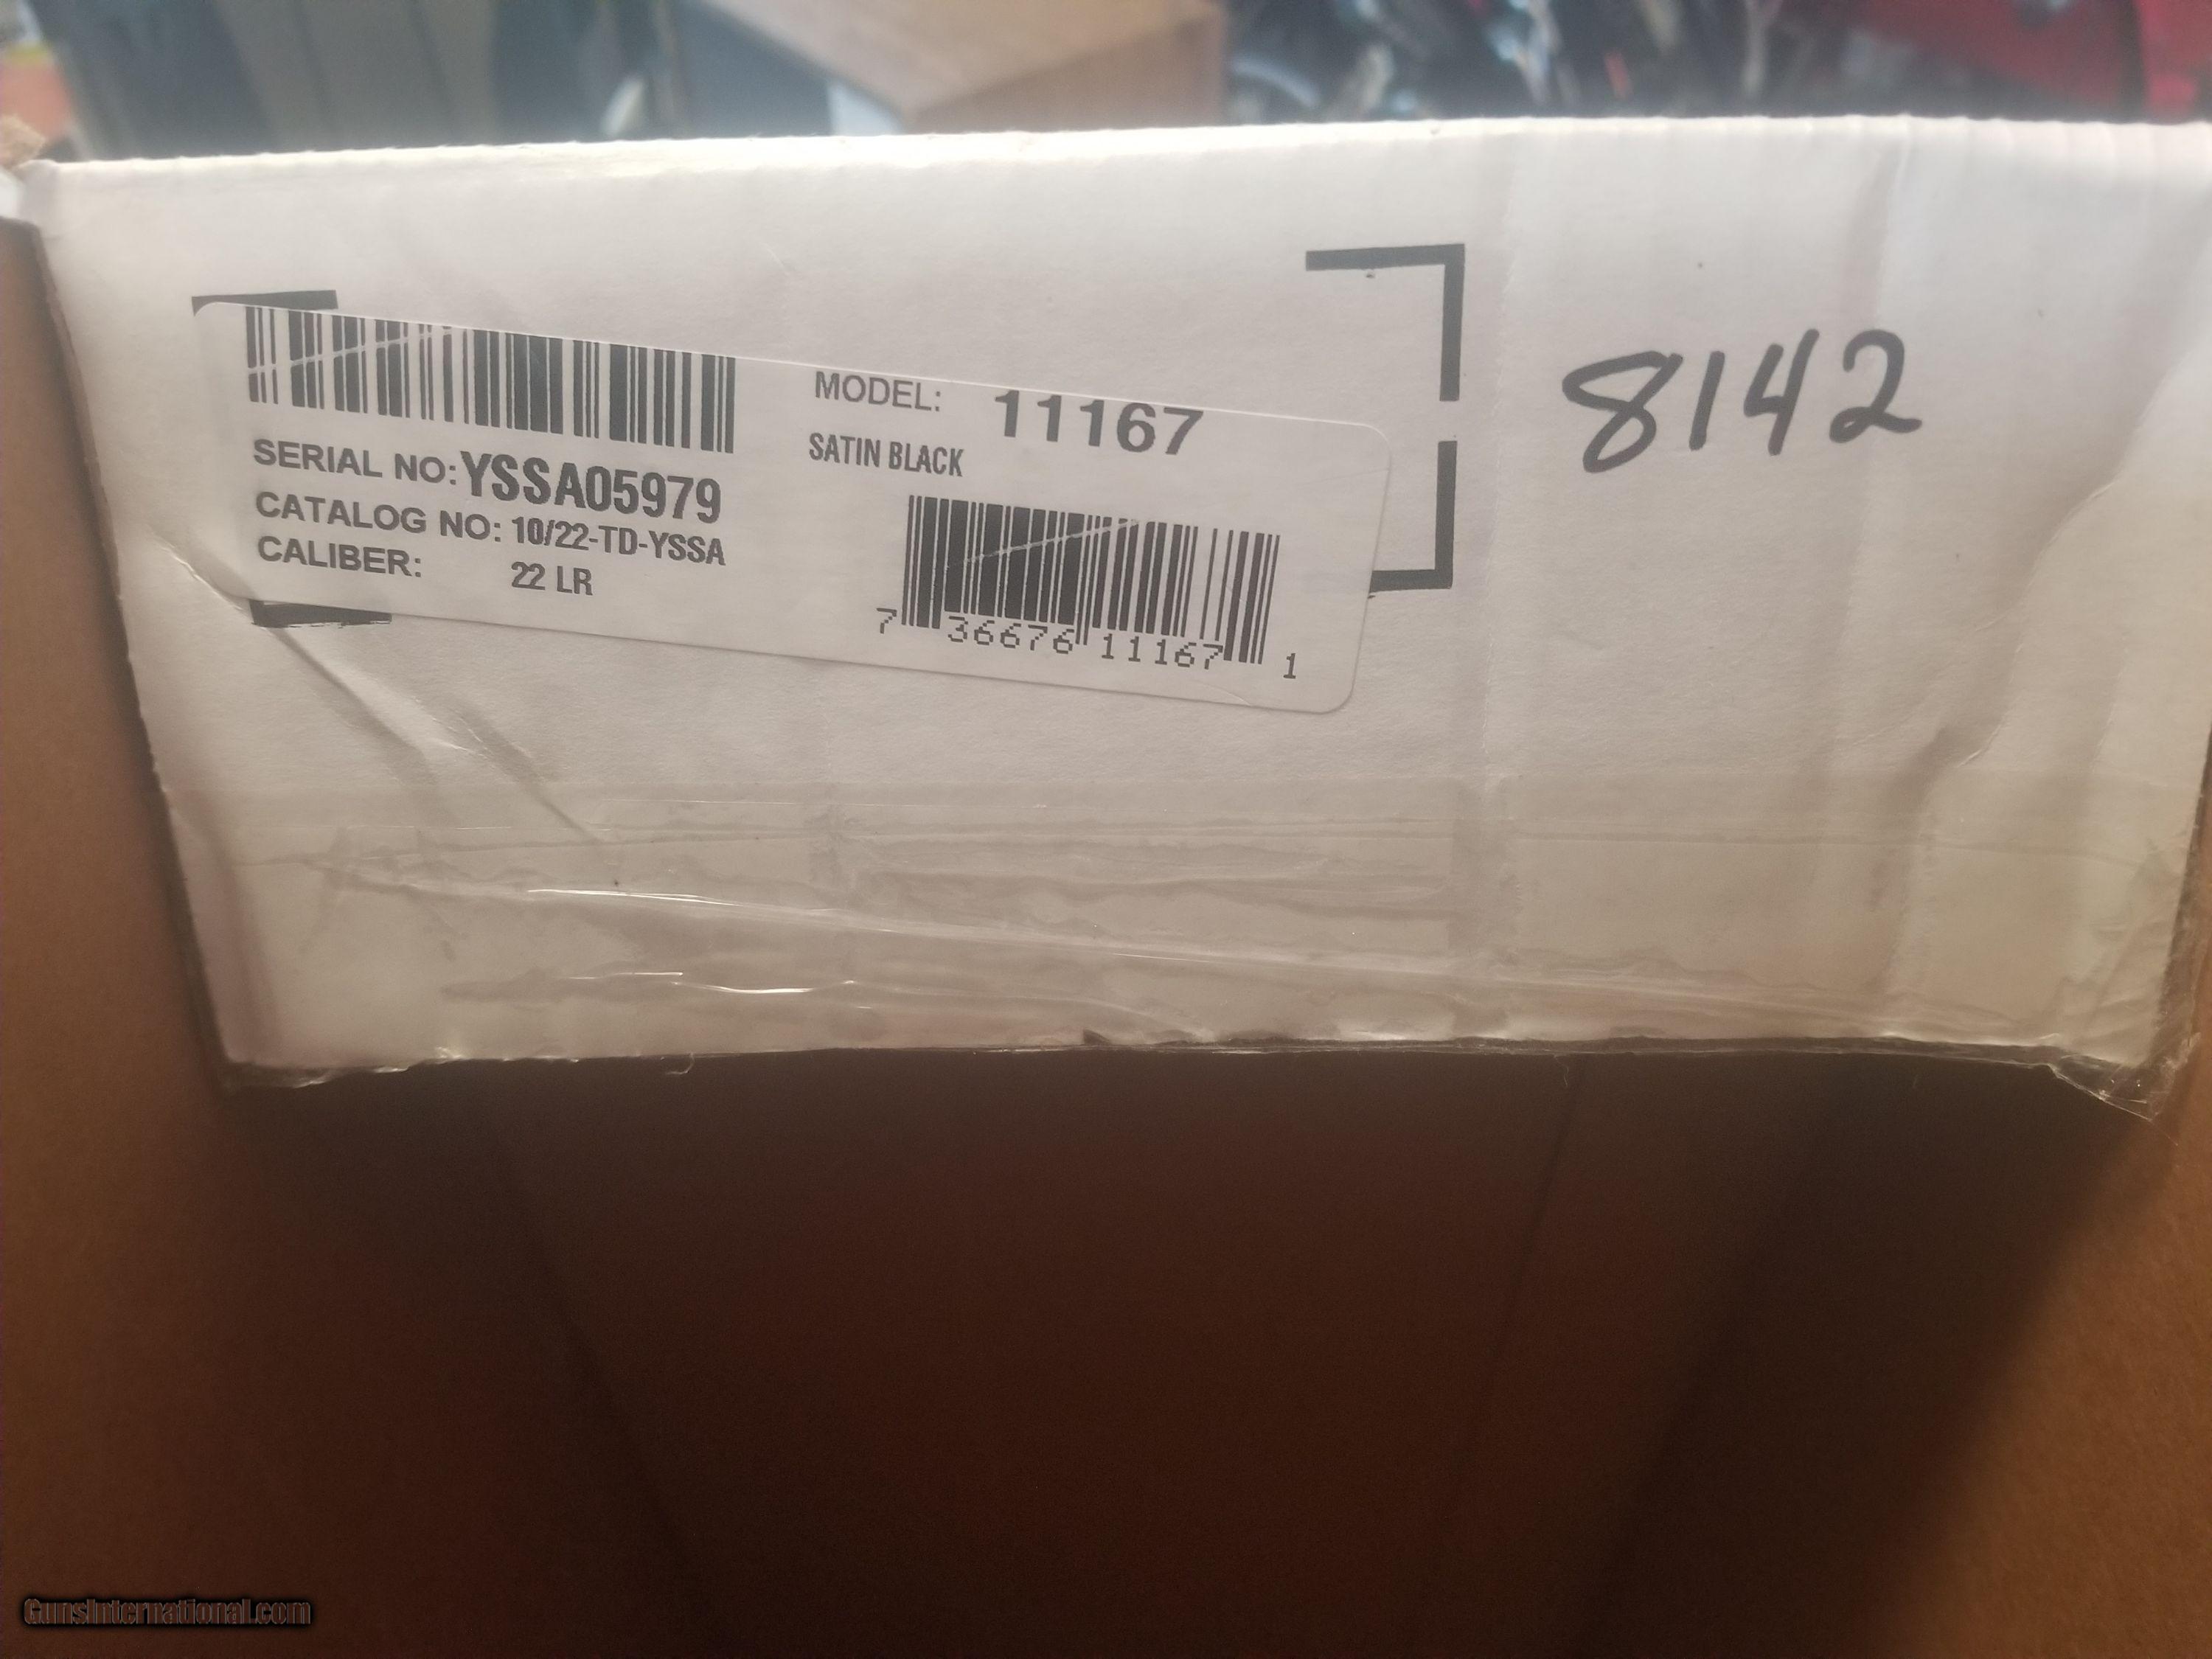 MODEL: 11167
SATIN BLACK
SERIAL NO: YSSA05979
CATALOG NO: 10/22-TD-YSSA
CALIBER: 22 LR
7 36676 11167 1
8142
GunsInternational.com